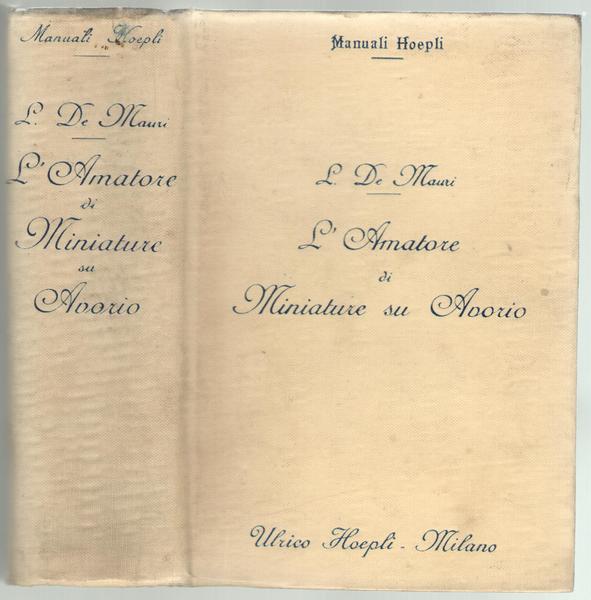 Manuali Hoepli
L. De Mauri
L'Amatore
di
Miniature
su
Avorio
Manuali Hoepli
L. De Mauri
L'Amatore
di
Miniature su Avorio
Ulrico Hoepli - Milano